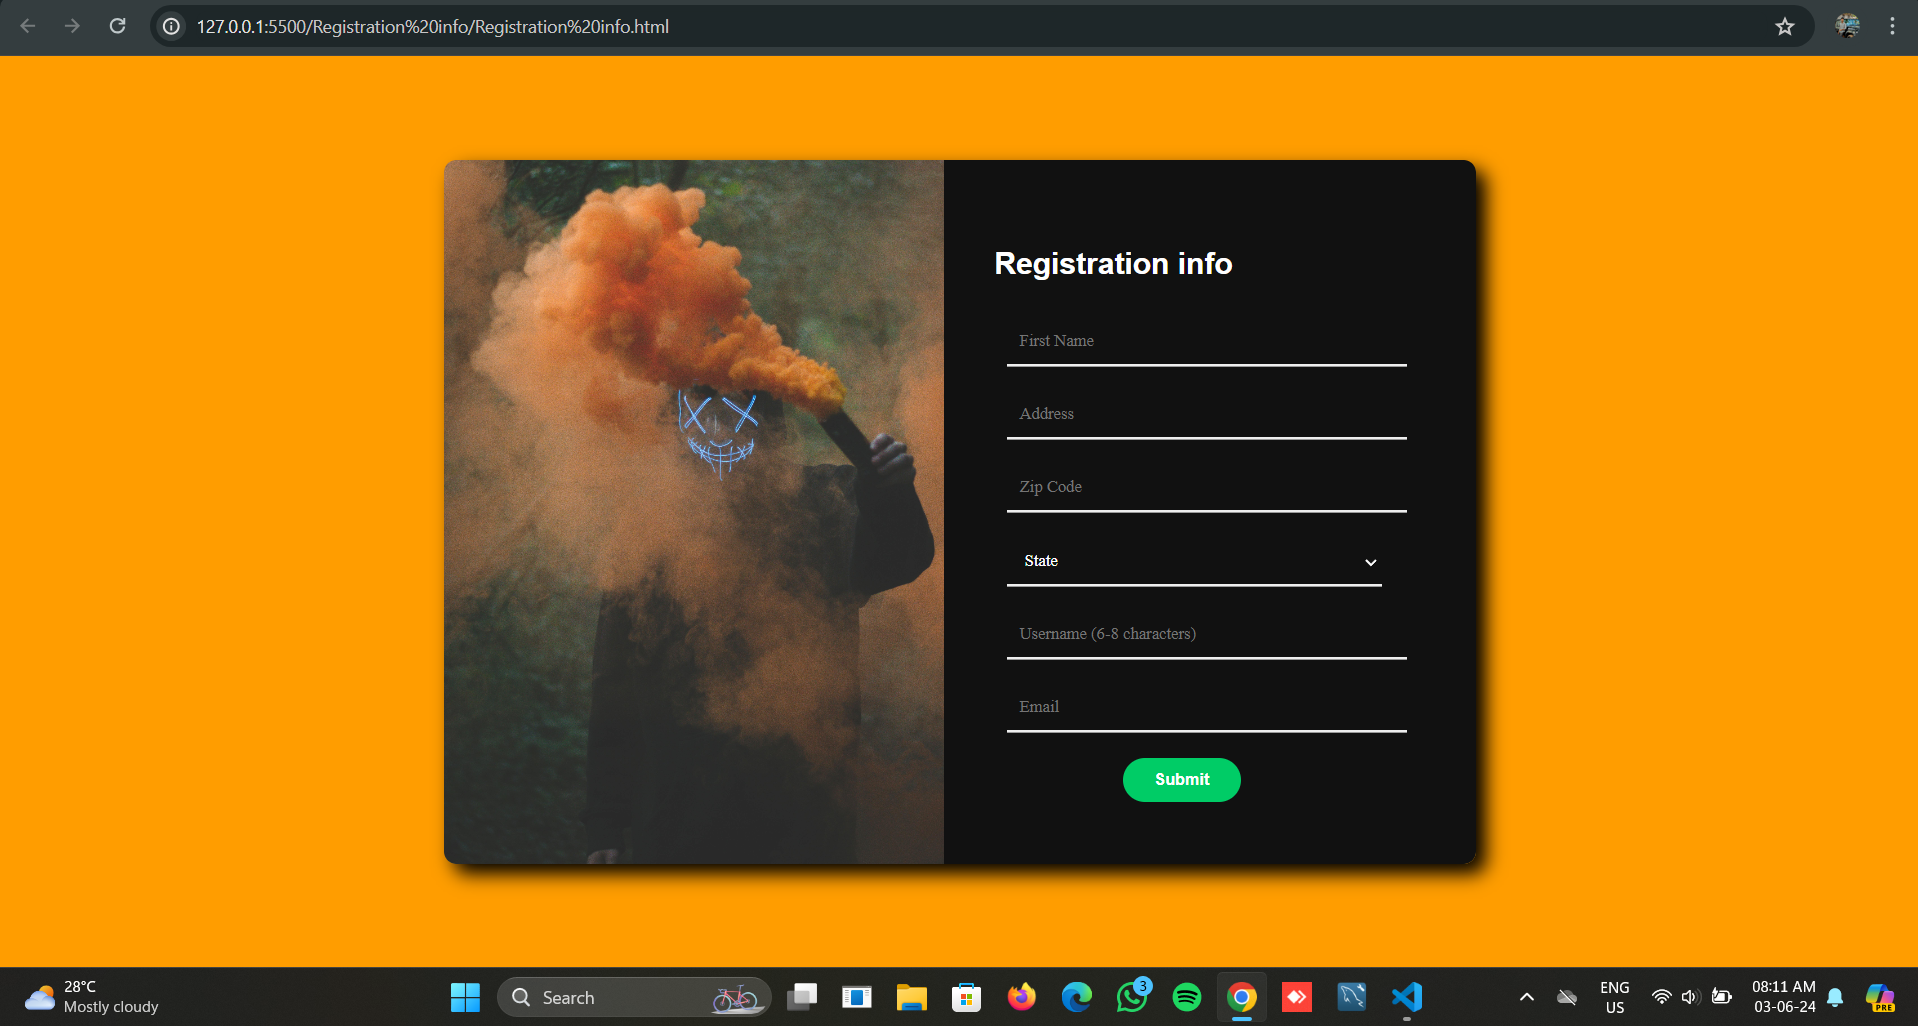 127.0.0.1:5500/Registration%20info/Registration%20info.html
Registration info
First Name
Address
Zip Code
State
Username (6-8 characters)
Email
Submit
28°C
Mostly cloudy
Search
3
PRE
ENG
US
08:11 AM
03-06-24